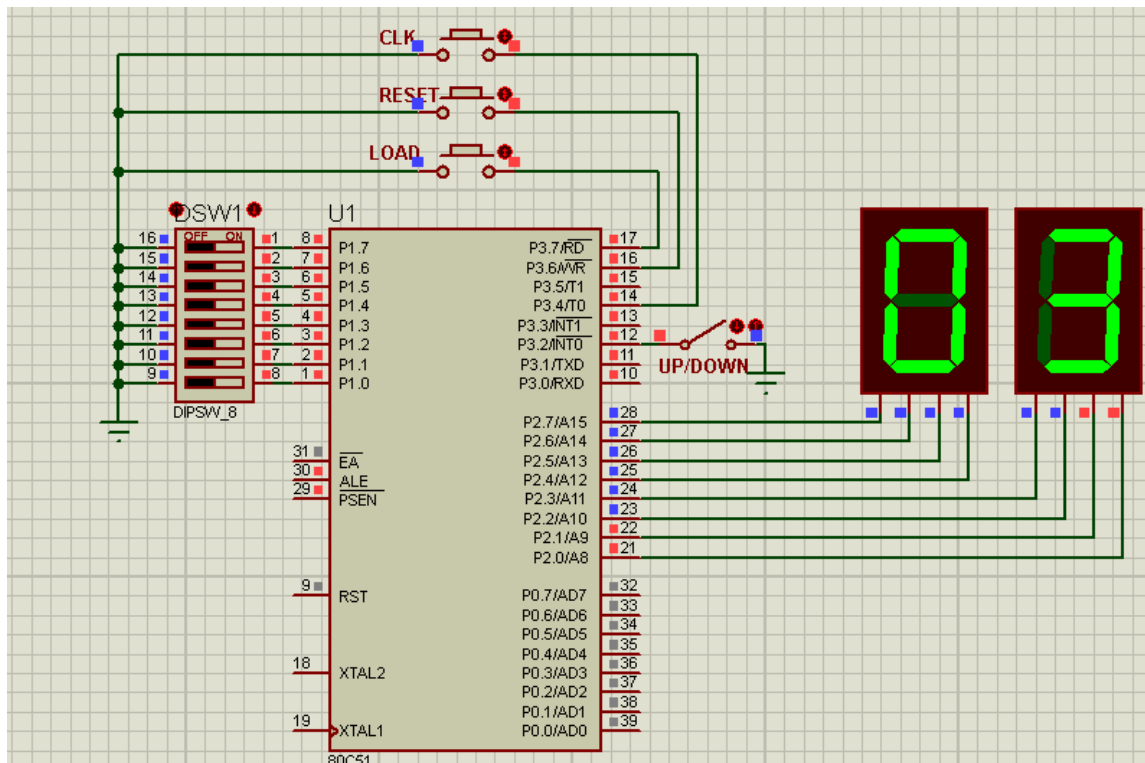 CLK
RESET
LOAD
DSW1
U1
OFF ON
16 1 8 P1.7 P3.7/RD 17
15 2 7 P1.6 P3.6/WR 16
14 3 6 P1.5 P3.5/T1 15
13 4 5 P1.4 P3.4/T0 14
12 5 4 P1.3 P3.3/INT1 13
11 6 3 P1.2 P3.2/INT0 12
10 7 2 P1.1 P3.1/TXD 11
9 8 1 P1.0 P3.0/RXD 10
UP/DOWN
DIPSW_8
03
P2.7/A15 28
P2.6/A14 27
31 EA P2.5/A13 26
30 ALE P2.4/A12 25
29 PSEN P2.3/A11 24
P2.2/A10 23
P2.1/A9 22
P2.0/A8 21
9 RST P0.7/AD7 32
P0.6/AD6 33
P0.5/AD5 34
P0.4/AD4 35
18 XTAL2 P0.3/AD3 36
P0.2/AD2 37
P0.1/AD1 38
19 XTAL1 P0.0/AD0 39
80C51